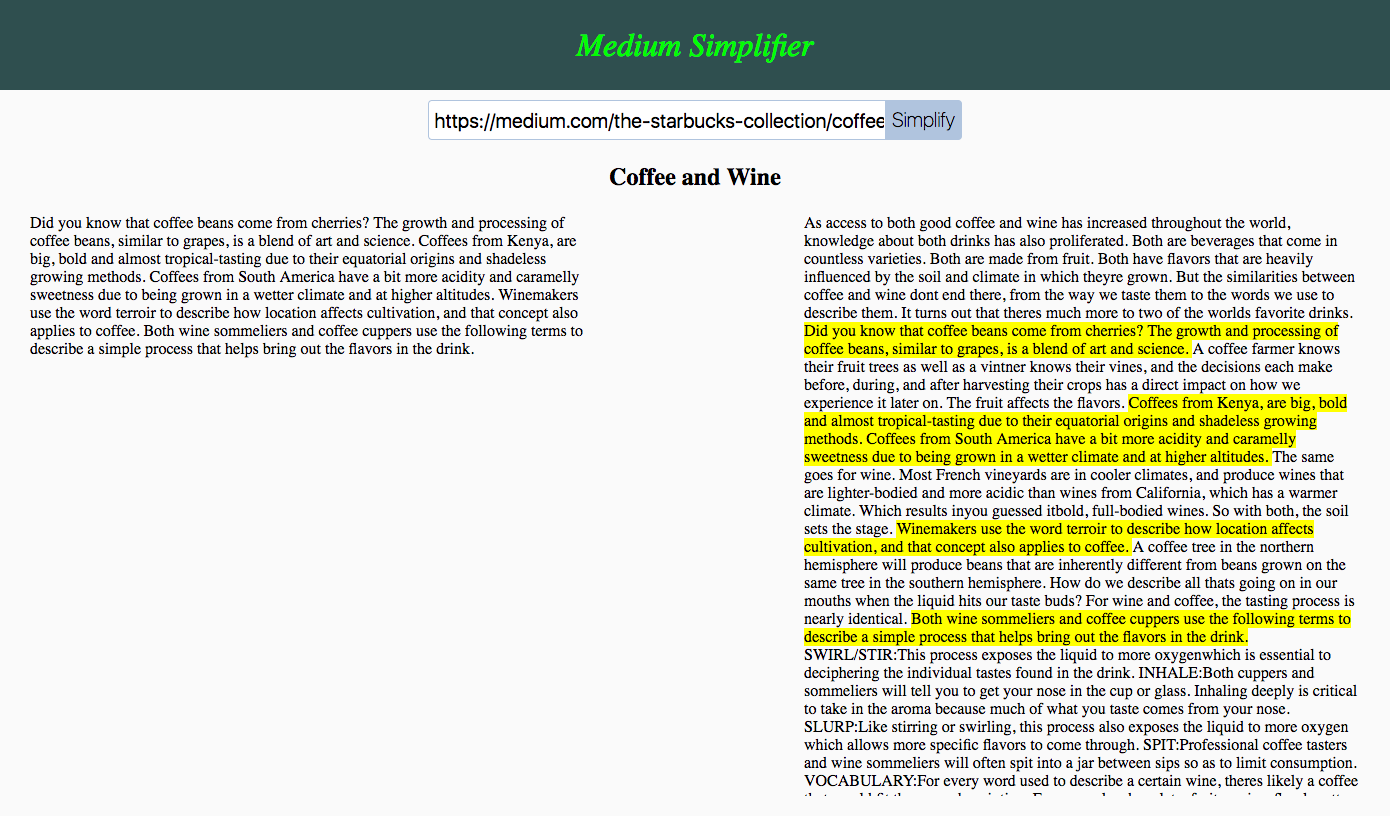 Medium Simplifier
https://medium.com/the-starbucks-collection/coffee
Simplify
Coffee and Wine
Did you know that coffee beans come from cherries? The growth and processing of
coffee beans, similar to grapes, is a blend of art and science. Coffees from Kenya, are
big, bold and almost tropical-tasting due to their equatorial origins and shadeless
growing methods. Coffees from South America have a bit more acidity and caramelly
sweetness due to being grown in a wetter climate and at higher altitudes. Winemakers
use the word terroir to describe how location affects cultivation, and that concept also
applies to coffee. Both wine sommeliers and coffee cuppers use the following terms to
describe a simple process that helps bring out the flavors in the drink.
As access to both good coffee and wine has increased throughout the world,
knowledge about both drinks has also proliferated. Both are beverages that come in
countless varieties. Both are made from fruit. Both have flavors that are heavily
influenced by the soil and climate in which theyre grown. But the similarities between
coffee and wine dont end there, from the way we taste them to the words we use to
describe them. It turns out that theres much more to two of the worlds favorite drinks.
Did you know that coffee beans come from cherries? The growth and processing of
coffee beans, similar to grapes, is a blend of art and science. A coffee farmer knows
their fruit trees as well as a vintner knows their vines, and the decisions each make
before, during, and after harvesting their crops has a direct impact on how we
experience it later on. The fruit affects the flavors. Coffees from Kenya, are big, bold
and almost tropical-tasting due to their equatorial origins and shadeless growing
methods. Coffees from South America have a bit more acidity and caramelly
sweetness due to being grown in a wetter climate and at higher altitudes. The same
goes for wine. Most French vineyards are in cooler climates, and produce wines that
are lighter-bodied and more acidic than wines from California, which has a warmer
climate. Which results inyou guessed itbold, full-bodied wines. So with both, the soil
sets the stage. Winemakers use the word terroir to describe how location affects
cultivation, and that concept also applies to coffee. A coffee tree in the northern
hemisphere will produce beans that are inherently different from beans grown on the
same tree in the southern hemisphere. How do we describe all thats going on in our
mouths when the liquid hits our taste buds? For wine and coffee, the tasting process is
nearly identical. Both wine sommeliers and coffee cuppers use the following terms to
describe a simple process that helps bring out the flavors in the drink.
SWIRL/STIR:This process exposes the liquid to more oxygenwhich is essential to
deciphering the individual tastes found in the drink. INHALE:Both cuppers and
sommeliers will tell you to get your nose in the cup or glass. Inhaling deeply is critical
to take in the aroma because much of what you taste comes from your nose.
SLURP:Like stirring or swirling, this process also exposes the liquid to more oxygen
which allows more specific flavors to come through. SPIT:Professional coffee tasters
and wine sommeliers will often spit into a jar between sips so as to limit consumption.
VOCABULARY:For every word used to describe a certain wine, theres likely a coffee